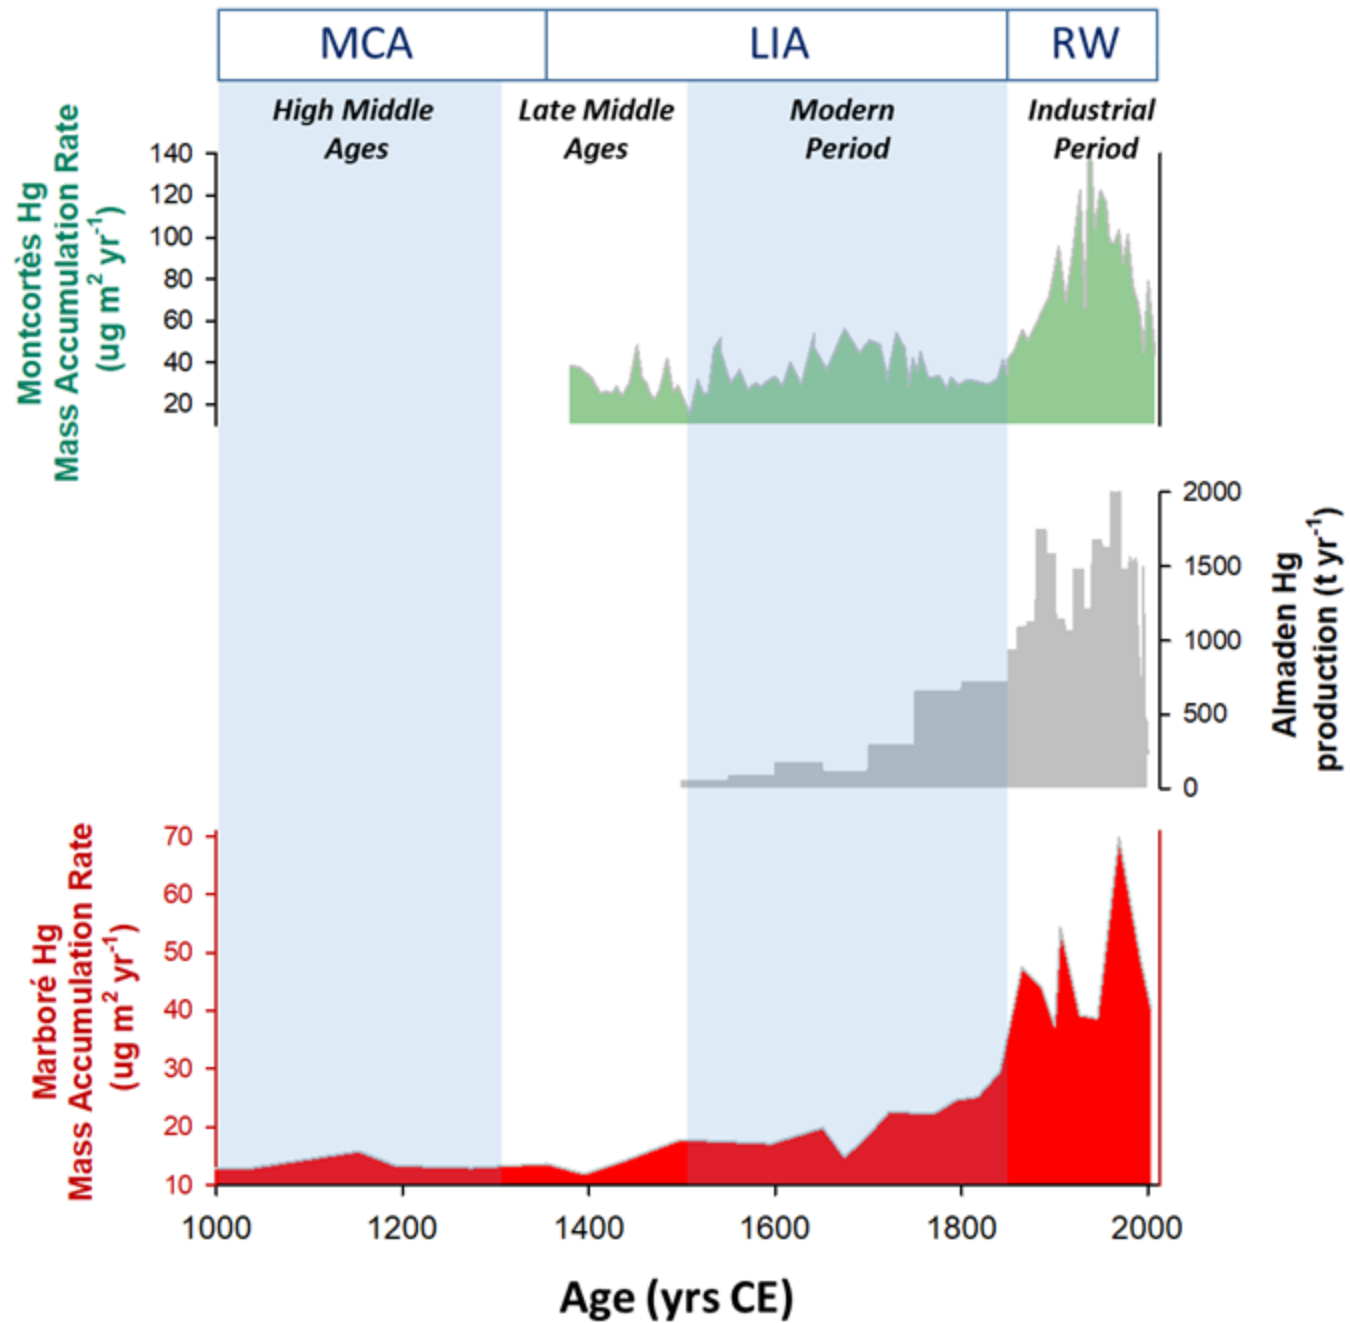 MCA LIA RW
High Middle Late Middle Modern Industrial
Ages Ages Period Period
Montcortès Hg
Mass Accumulation Rate
(ug m² yr⁻¹)
140
120
100
80
60
40
20
2000
1500
1000
500
0
Almaden Hg
production (t yr⁻¹)
Marboré Hg
Mass Accumulation Rate
(ug m² yr⁻¹)
70
60
50
40
30
20
10
1000 1200 1400 1600 1800 2000
Age (yrs CE)